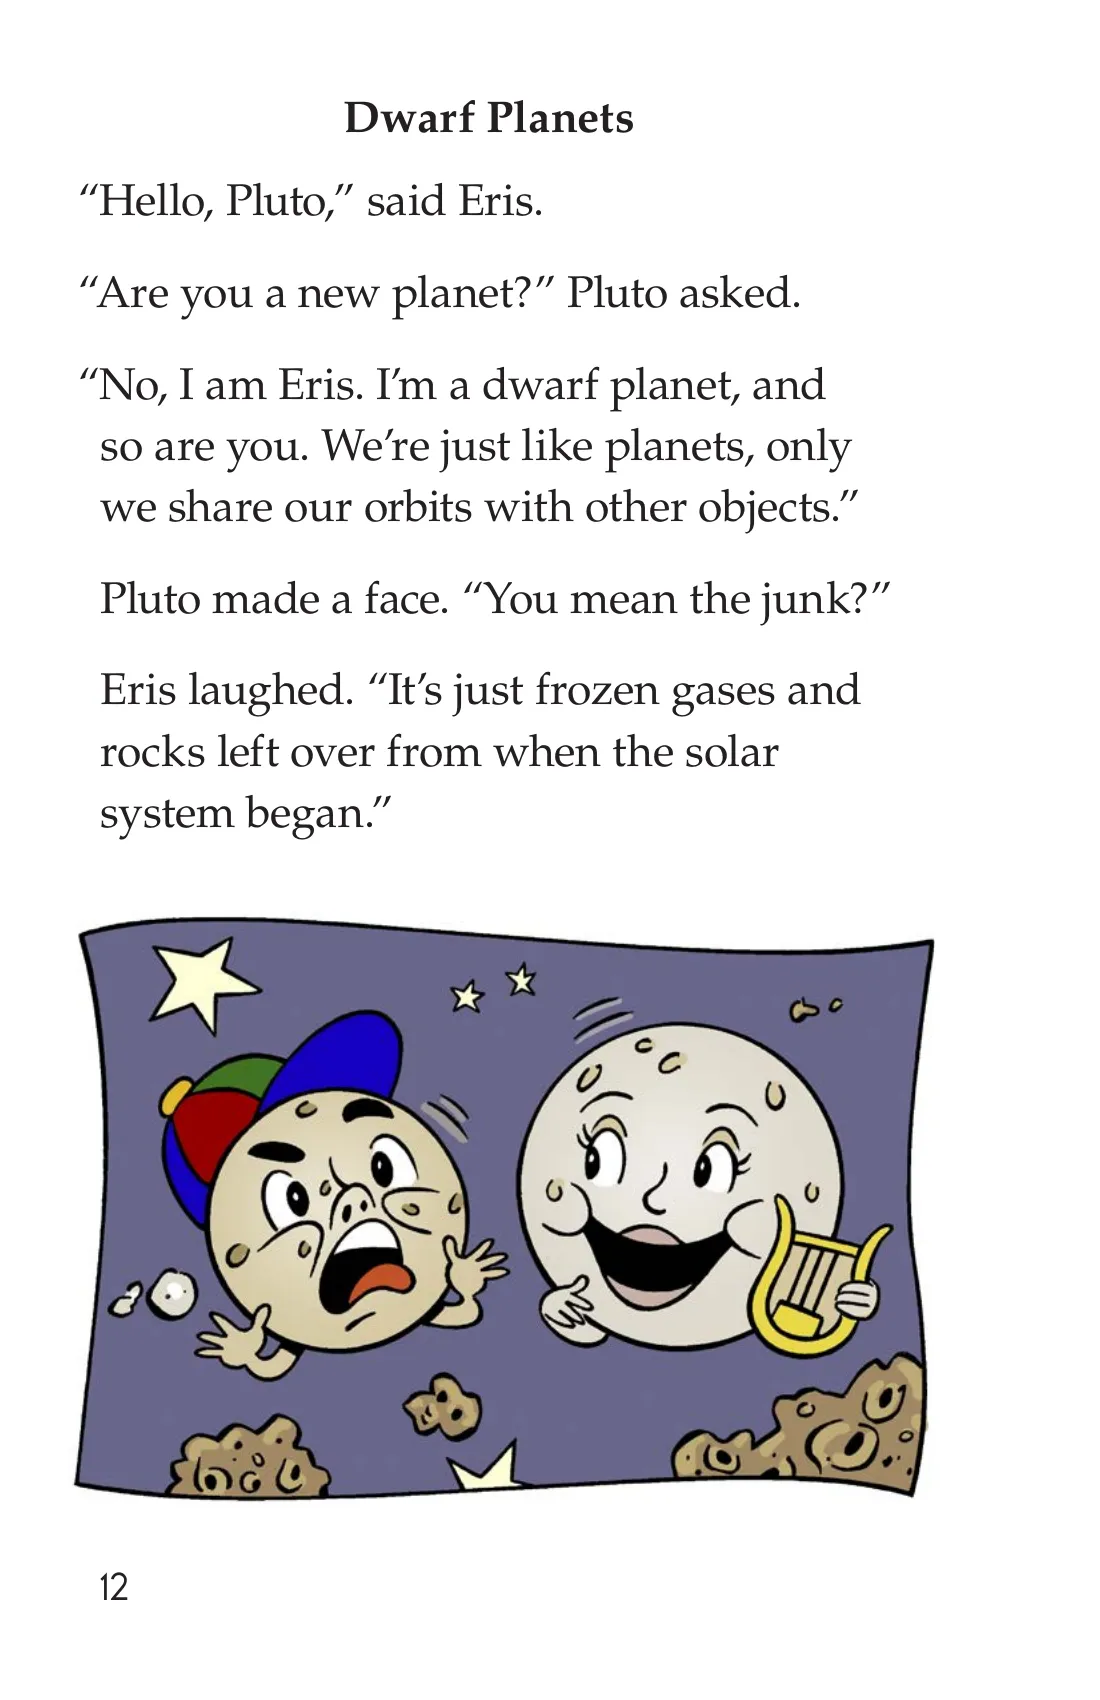 Dwarf Planets
“Hello, Pluto,” said Eris.
“Are you a new planet?” Pluto asked.
“No, I am Eris. I’m a dwarf planet, and
so are you. We’re just like planets, only
we share our orbits with other objects.”
Pluto made a face. “You mean the junk?”
Eris laughed. “It’s just frozen gases and
rocks left over from when the solar
system began.”
12